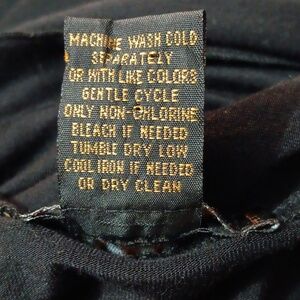 MACHINE WASH COLD
SEPARATELY
OR WITH LIKE COLORS
GENTLE CYCLE
ONLY NON-CHLORINE
BLEACH IF NEEDED
TUMBLE DRY LOW
COOL IRON IF NEEDED
OR DRY CLEAN